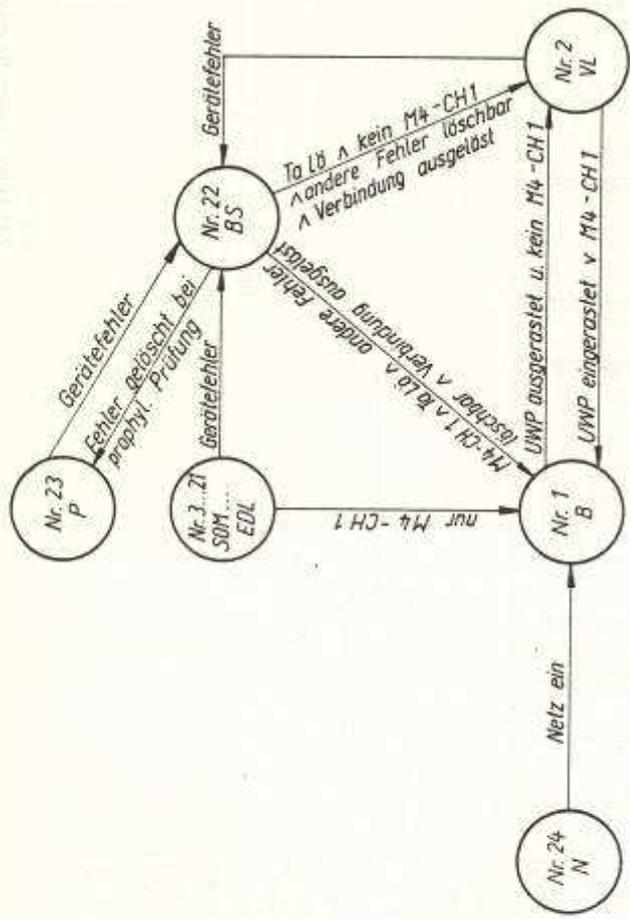 Nr. 23
P
Gerätefehler
Fehler gelöscht bei
prophyl. Prüfung
Nr. 22
BS
Gerätefehler
Ta lö ∧ kein M4-CH1
∧ andere Fehler löschbar
∧ Verbindung ausgelöst
Nr. 2
VL
Nr. 3...21
SOM....
EDL
Gerätefehler
M4-CH1 ∧ Ta Lö ∧ andere Fehler
löschbar ∧ Verbindung ausgelöst
nur M4-CH1
UWP ausgerastet u. kein M4-CH1
UWP eingerastet v M4-CH1
Nr. 1
B
Netz ein
Nr. 24
N